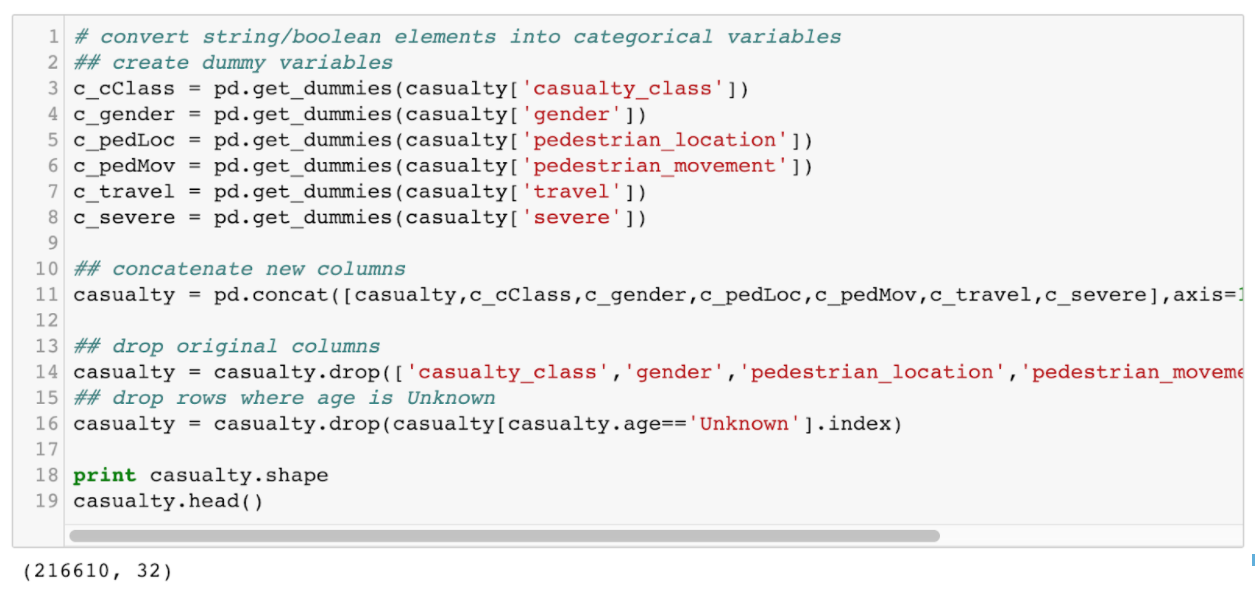 1 # convert string/boolean elements into categorical variables
2 ## create dummy variables
3 c_cClass = pd.get_dummies(casualty['casualty_class'])
4 c_gender = pd.get_dummies(casualty['gender'])
5 c_pedLoc = pd.get_dummies(casualty['pedestrian_location'])
6 c_pedMov = pd.get_dummies(casualty['pedestrian_movement'])
7 c_travel = pd.get_dummies(casualty['travel'])
8 c_severe = pd.get_dummies(casualty['severe'])
9
10 ## concatenate new columns
11 casualty = pd.concat([casualty,c_cClass,c_gender,c_pedLoc,c_pedMov,c_travel,c_severe],axis=
12
13 ## drop original columns
14 casualty = casualty.drop(['casualty_class','gender','pedestrian_location','pedestrian_moveme
15 ## drop rows where age is Unknown
16 casualty = casualty.drop(casualty[casualty.age=='Unknown'].index)
17
18 print casualty.shape
19 casualty.head()
(216610, 32)